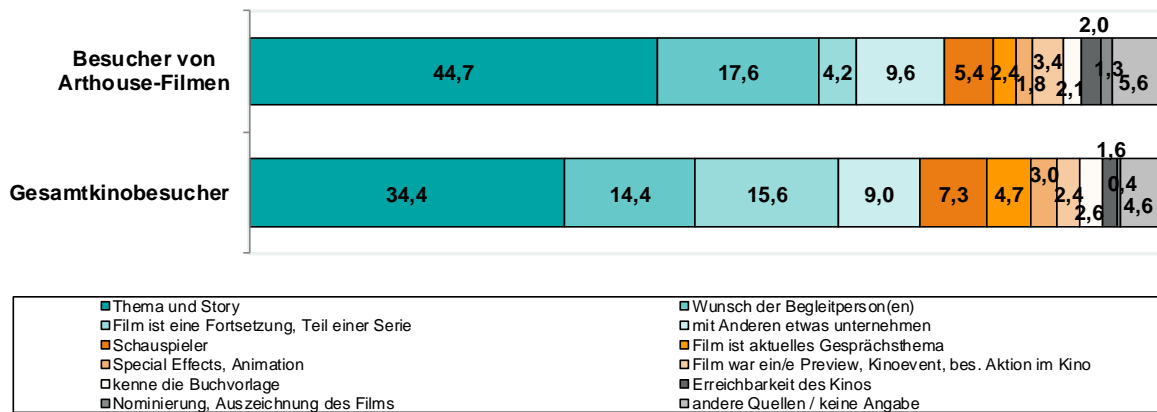 2,0
Besucher von
Arthouse-Filmen
44,7 17,6 4,2 9,6 5,4 2,4 1,8 3,4 2,1 1,3 5,6
1,6
Gesamtkinobesucher
34,4 14,4 15,6 9,0 7,3 4,7 3,0 2,4 2,6 0,4 4,6
Thema und Story Wunsch der Begleitperson(en)
Film ist eine Fortsetzung, Teil einer Serie mit Anderen etwas unternehmen
Schauspieler Film ist aktuelles Gesprächsthema
Special Effects, Animation Film war ein/e Preview, Kinoevent, bes. Aktion im Kino
kenne die Buchvorlage Erreichbarkeit des Kinos
Nominierung, Auszeichnung des Films andere Quellen / keine Angabe